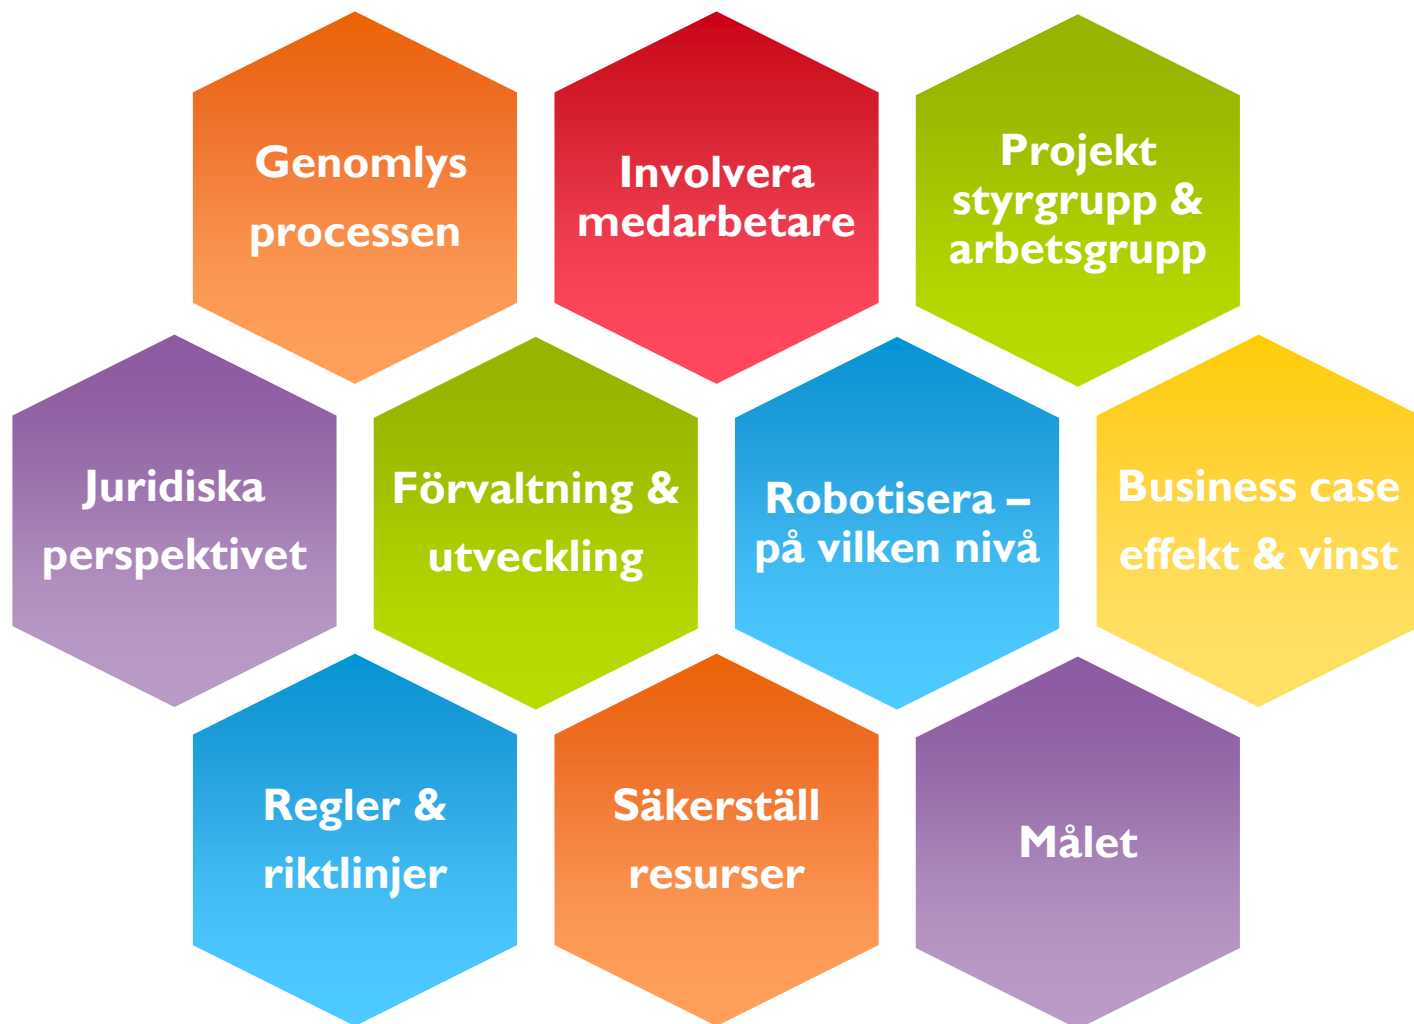 Genomlys
processen
Involvera
medarbetare
Projekt
styrgrupp &
arbetsgrupp
Juridiska
perspektivet
Förvaltning &
utveckling
Robotisera –
på vilken nivå
Business case
effekt & vinst
Regler &
riktlinjer
Säkerställ
resurser
Målet